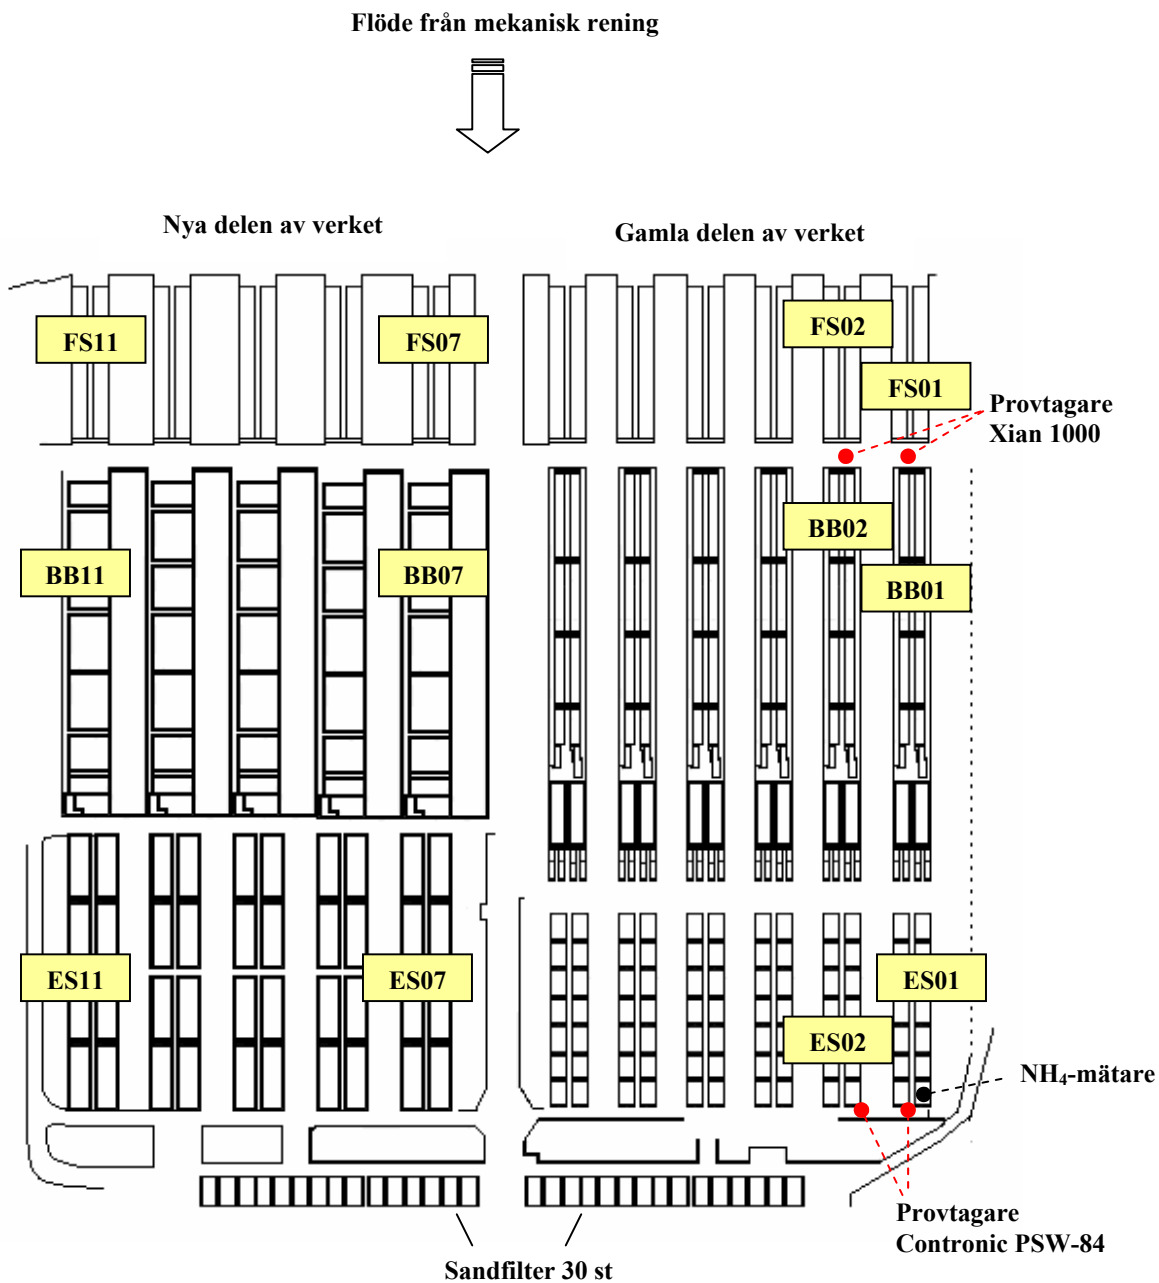 Flöde från mekanisk rening
Nya delen av verket
Gamla delen av verket
FS11
FS07
FS02
FS01
Provtagare
Xian 1000
BB11
BB07
BB02
BB01
ES11
ES07
ES01
ES02
NH₄-mätare
Provtagare
Contronic PSW-84
Sandfilter 30 st